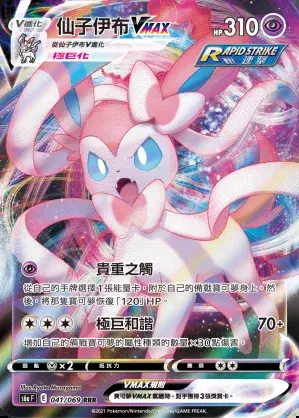 V進化
仙子伊布VMAX
HP310
從仙子伊布V進化
極巨化
RAPID STRIKE
連擊
貴重之觸
從自己的手牌選擇1張能量卡,附於自己的備戰寶可夢身上。然
後,將那隻寶可夢恢復「120」HP。
極巨和諧 70+
增加自己的備戰寶可夢的屬性種類的數量×30點傷害。
弱點 ×2 抵抗力 撤退
Illus. Ryota Murayama
VMAX規則
S6a F E 041/069 RRR
寶可夢VMAX【昏厥】時,對手獲得3張獎賞卡。
©2021 Pokémon/Nintendo/Creatures/GAME FREAK.